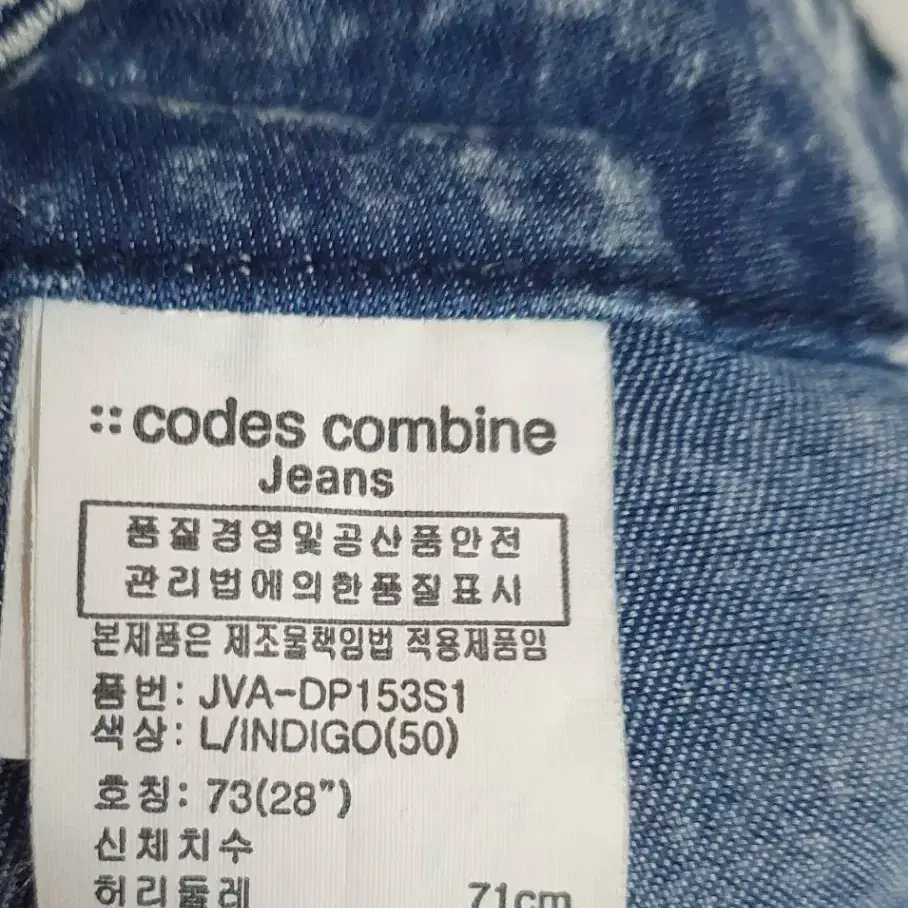 ::codes combine
Jeans
품질경영및공산품안전
관리법에의한품질표시
본제품은 제조물책임법 적용제품임
품번: JVA-DP153S1
색상: L/INDIGO(50)
호칭: 73(28")
신체치수
허리둘레 71cm